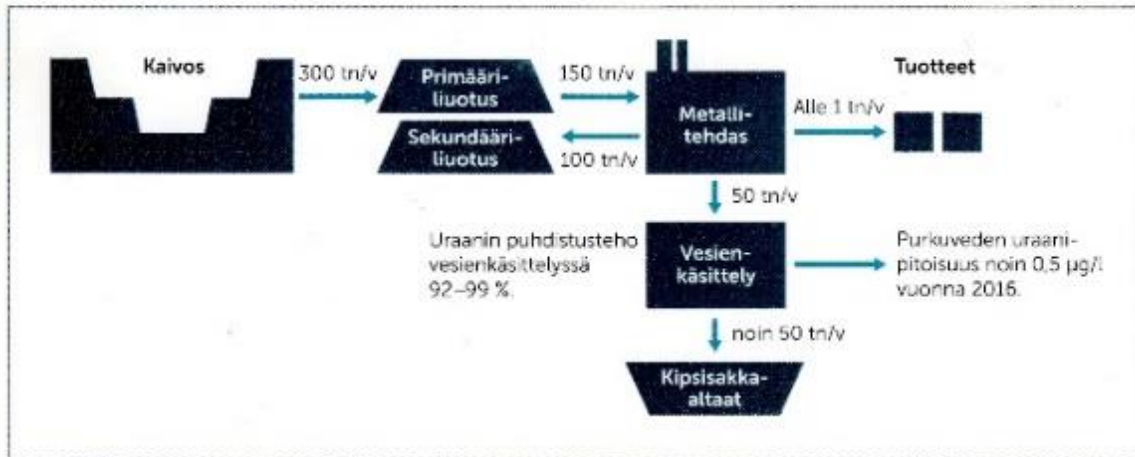 Kaivos
300 tn/v
Primääri-
liuotus
150 tn/v
Metalli-
tehdas
Alle 1 tn/v
Tuotteet
Sekundääri-
liuotus
100 tn/v
50 tn/v
Uraanin puhdistusteho
vesienkäsittelyssä
92–99 %.
Vesien-
käsittely
Purkuveden uraani-
pitoisuus noin 0,5 µg/l
vuonna 2016.
noin 50 tn/v
Kipsisakka-
altaat